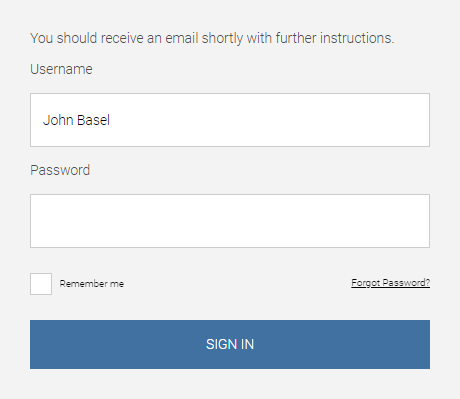 You should receive an email shortly with further instructions.
Username
John Basel
Password
Remember me
Forgot Password?
SIGN IN